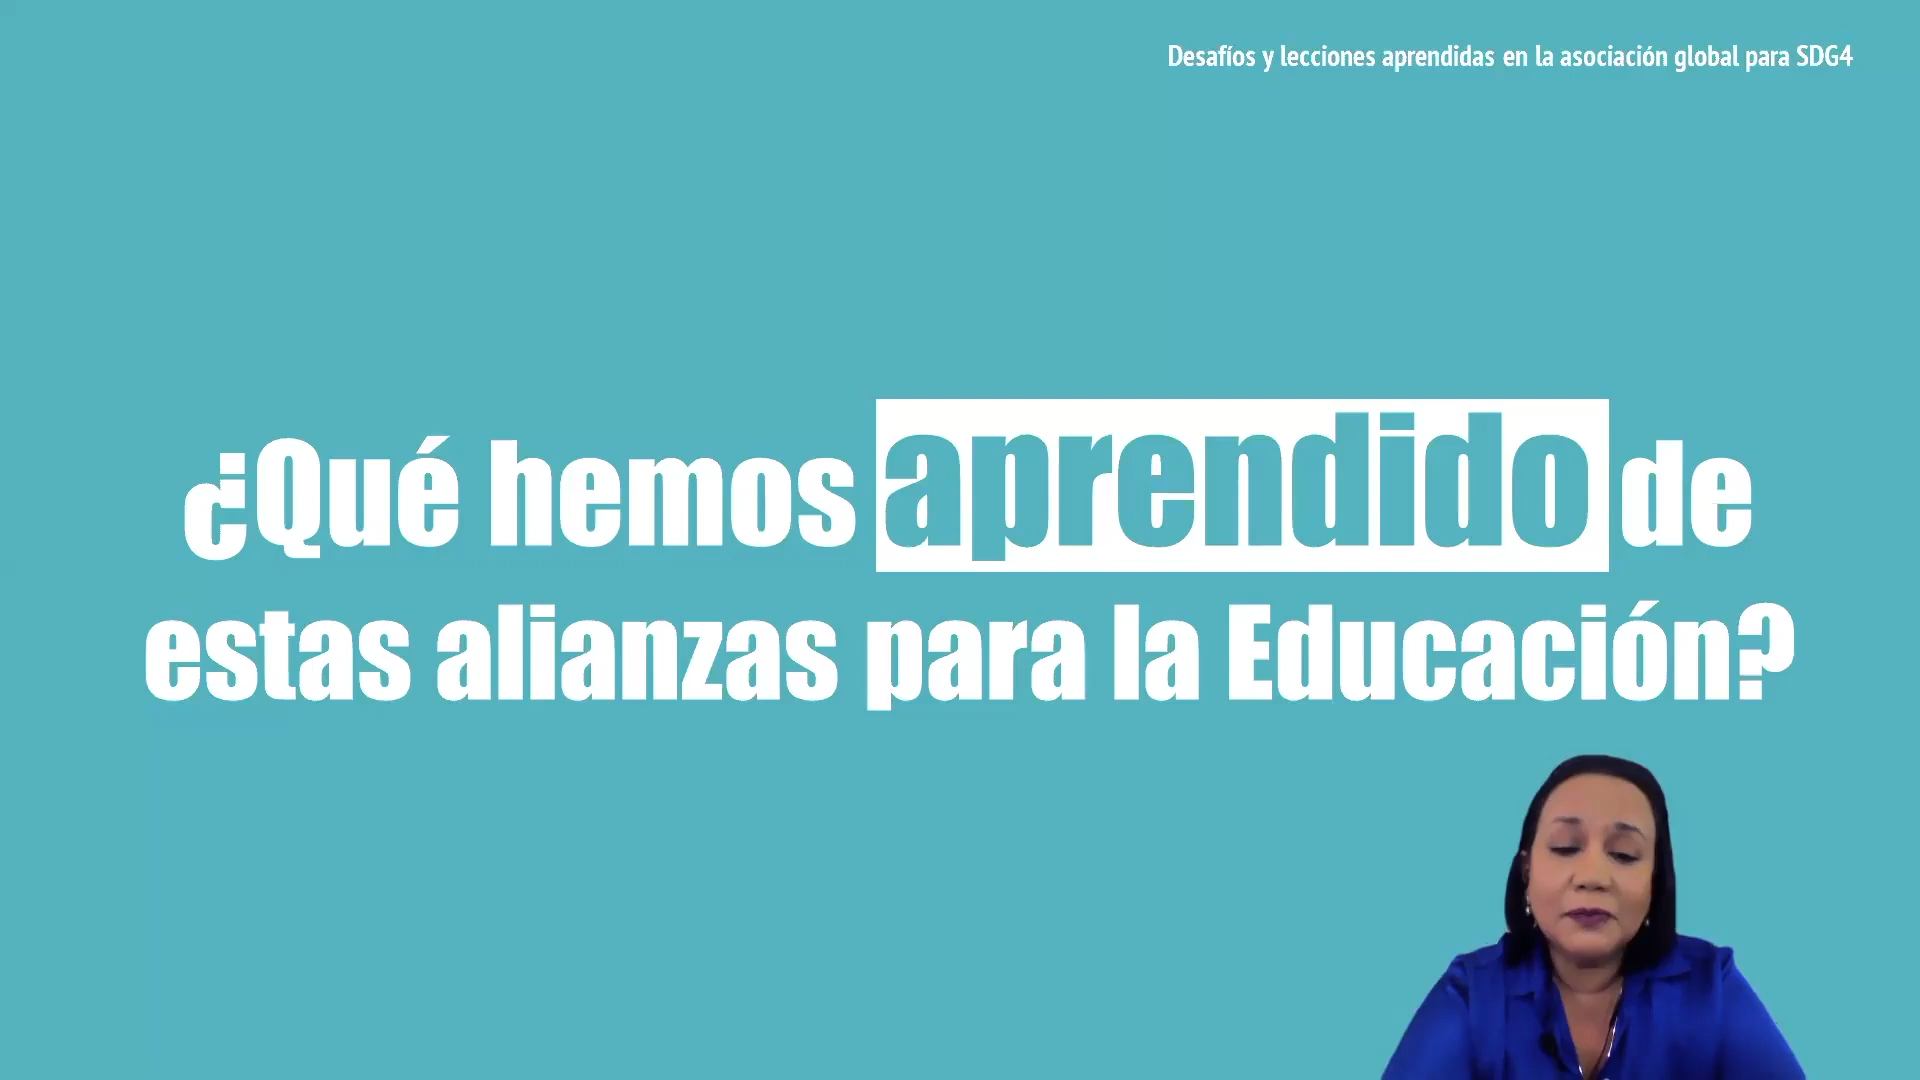 Desafíos y lecciones aprendidas en la asociación global para SDG4
¿Qué hemos aprendido de
estas alianzas para la Educación?